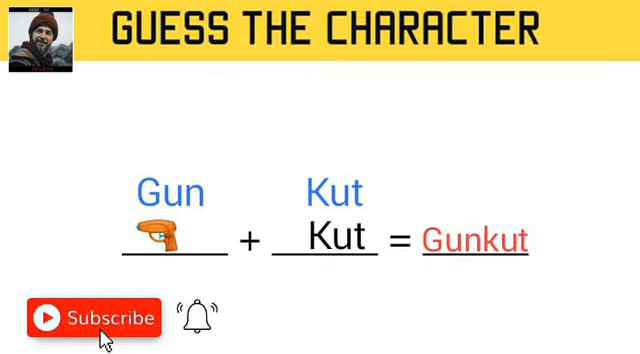 GUESS THE CHARACTER
Gun Kut
+ Kut = Gunkut
Subscribe